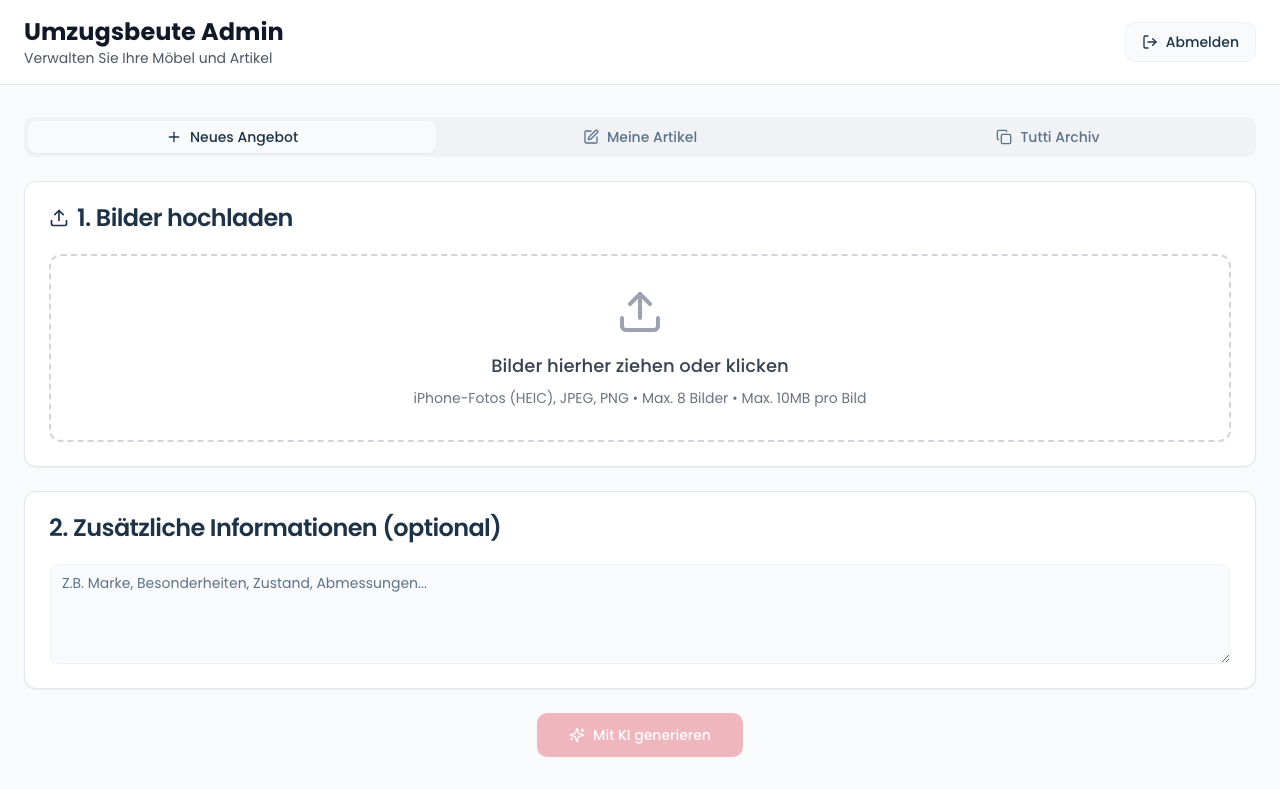 Umzugsbeute Admin
Verwalten Sie Ihre Möbel und Artikel
Abmelden
Neues Angebot
Meine Artikel
Tutti Archiv
1. Bilder hochladen
Bilder hierher ziehen oder klicken
iPhone-Fotos (HEIC), JPEG, PNG • Max. 8 Bilder • Max. 10MB pro Bild
2. Zusätzliche Informationen (optional)
Z.B. Marke, Besonderheiten, Zustand, Abmessungen...
Mit KI generieren